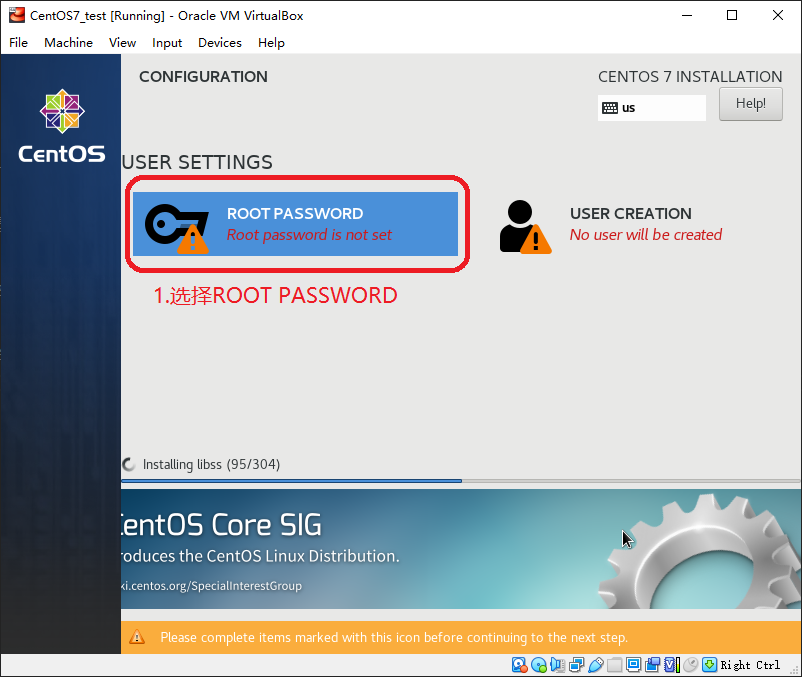 CentOS7_test [Running] - Oracle VM VirtualBox
File Machine View Input Devices Help
CONFIGURATION
CENTOS 7 INSTALLATION
us
Help!
CentOS
USER SETTINGS
ROOT PASSWORD
Root password is not set
USER CREATION
No user will be created
1.选择ROOT PASSWORD
Installing libss (95/304)
CentOS Core SIG
roduces the CentOS Linux Distribution.
ki.centos.org/SpecialInterestGroup
Please complete items marked with this icon before continuing to the next step.
Right Ctrl